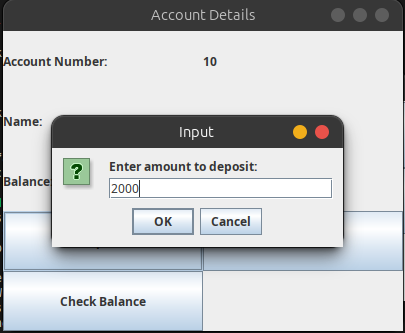 Account Details
Account Number: 10
Name:
Input
Enter amount to deposit:
Balance
2000
OK Cancel
Check Balance